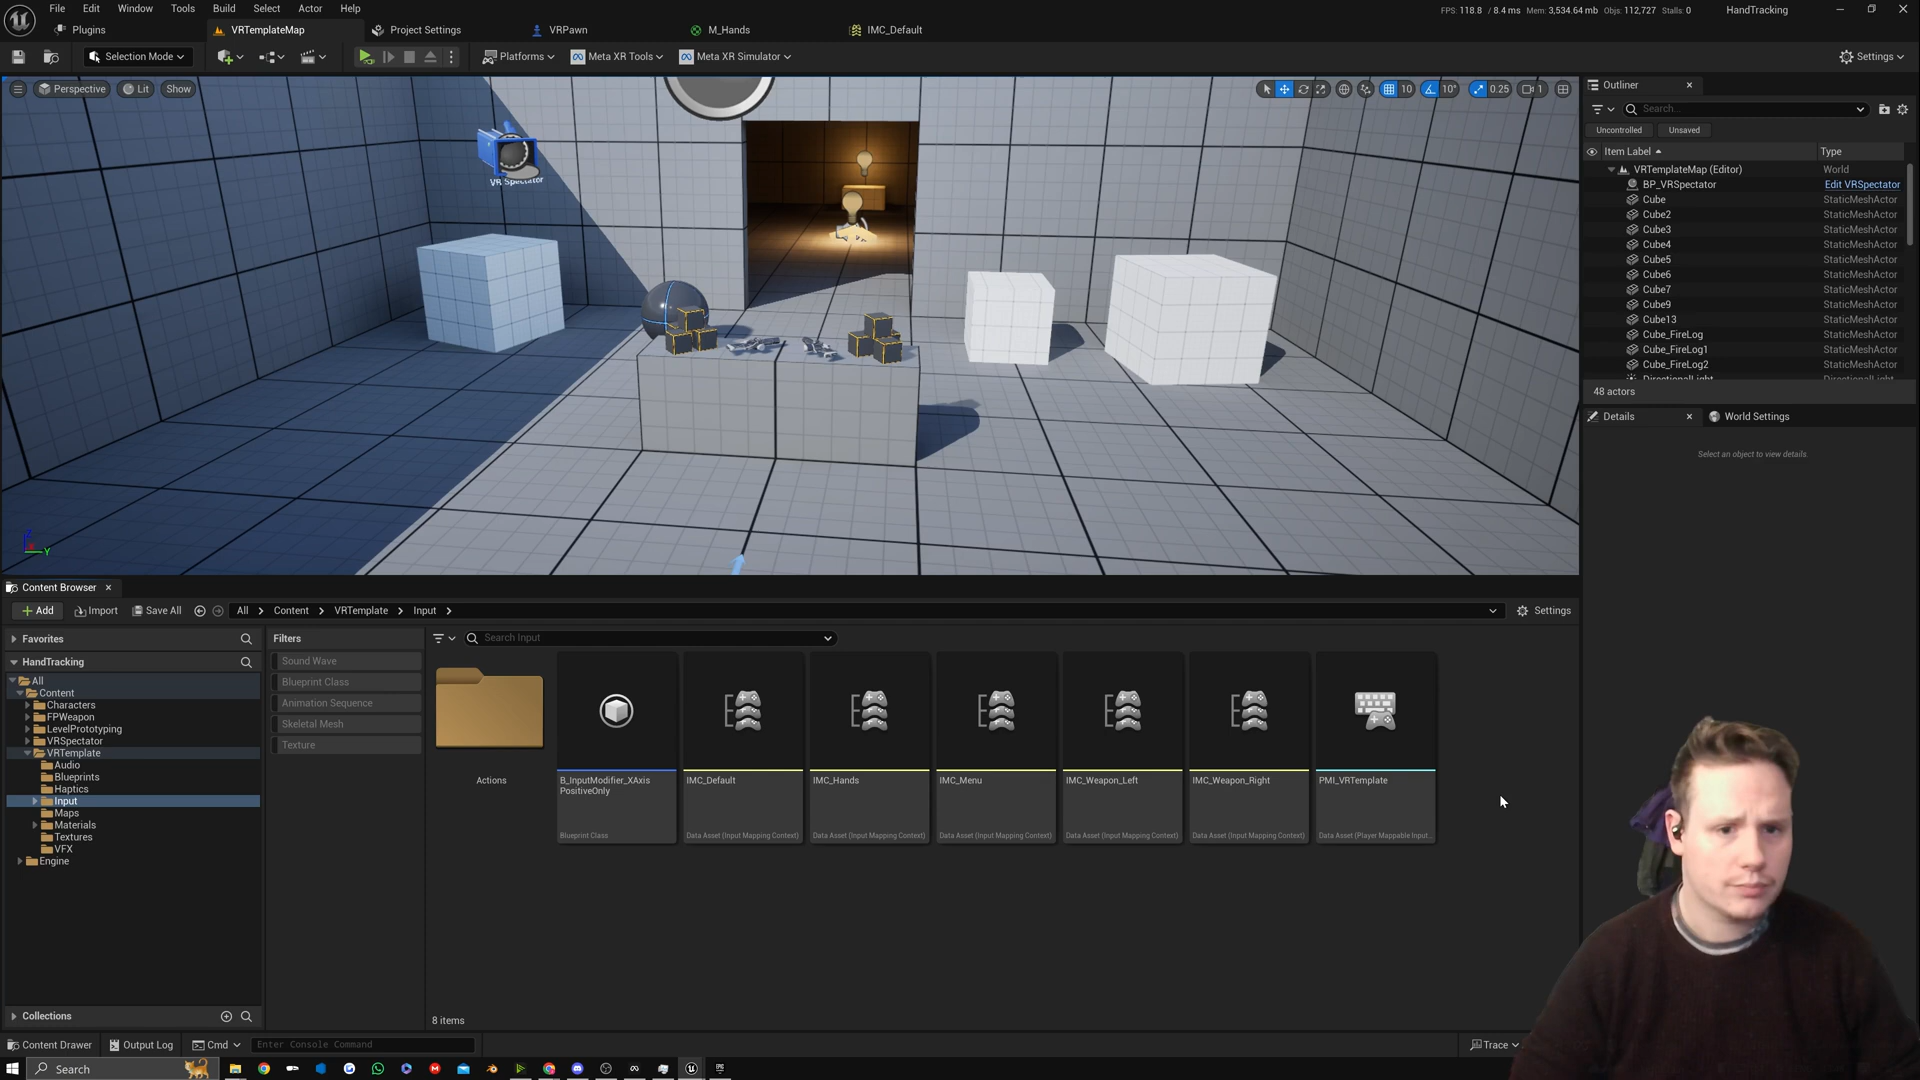 File Edit Window Tools Build Select Actor Help
FPS: 118.8 / 8.4 ms Mem: 3,534.64 mb Objs: 112,727 Stalls: 0
HandTracking
Plugins
VRTemplateMap
Project Settings
VRPawn
M_Hands
IMC_Default
Selection Mode
Platforms
Meta XR Tools
Meta XR Simulator
Settings
Perspective
Lit
Show
10
10°
0.25
1
VR Spectator
Z
Y
Outliner
Search...
Uncontrolled
Unsaved
Item Label
Type
VRTemplateMap (Editor) World
BP_VRSpectator Edit VRSpectator
Cube StaticMeshActor
Cube2 StaticMeshActor
Cube3 StaticMeshActor
Cube4 StaticMeshActor
Cube5 StaticMeshActor
Cube6 StaticMeshActor
Cube7 StaticMeshActor
Cube9 StaticMeshActor
Cube13 StaticMeshActor
Cube_FireLog StaticMeshActor
Cube_FireLog1 StaticMeshActor
Cube_FireLog2 StaticMeshActor
DirectionalLight DirectionalLight
48 actors
Details
World Settings
Select an object to view details.
Content Browser
Add
Import
Save All
All
Content
VRTemplate
Input
Settings
Favorites
HandTracking
All
Content
Characters
FPWeapon
LevelPrototyping
VRSpectator
VRTemplate
Audio
Blueprints
Haptics
Input
Maps
Materials
Textures
VFX
Engine
Collections
Filters
Sound Wave
Blueprint Class
Animation Sequence
Skeletal Mesh
Texture
Search Input
Actions
B_InputModifier_XAxis
PositiveOnly
Blueprint Class
IMC_Default
Data Asset (Input Mapping Context)
IMC_Hands
Data Asset (Input Mapping Context)
IMC_Menu
Data Asset (Input Mapping Context)
IMC_Weapon_Left
Data Asset (Input Mapping Context)
IMC_Weapon_Right
Data Asset (Input Mapping Context)
PMI_VRTemplate
Data Asset (Player Mappable Input...
8 items
Content Drawer
Output Log
Cmd
Enter Console Command
Trace
Search